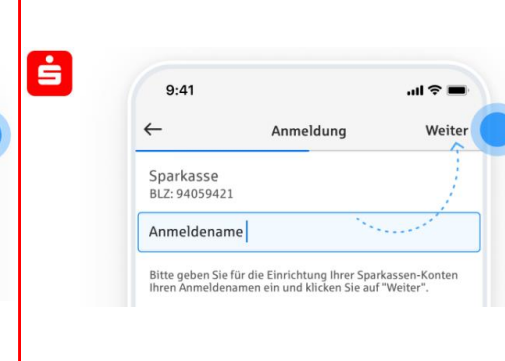 9:41
Anmeldung
Weiter
Sparkasse
BLZ: 94059421
Anmeldename
Bitte geben Sie für die Einrichtung Ihrer Sparkassen-Konten
Ihren Anmeldenamen ein und klicken Sie auf "Weiter".